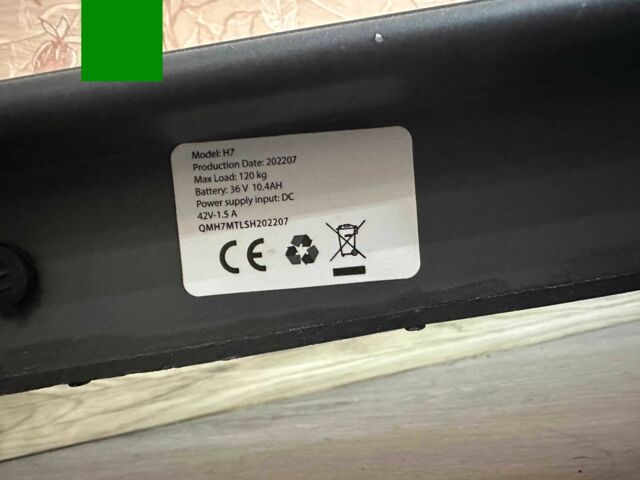 Model: H7
Production Date: 202207
Max Load: 120 kg
Battery: 36 V 10.4AH
Power supply input: DC
42V-1.5 A
QMH7MTLSH202207
CE